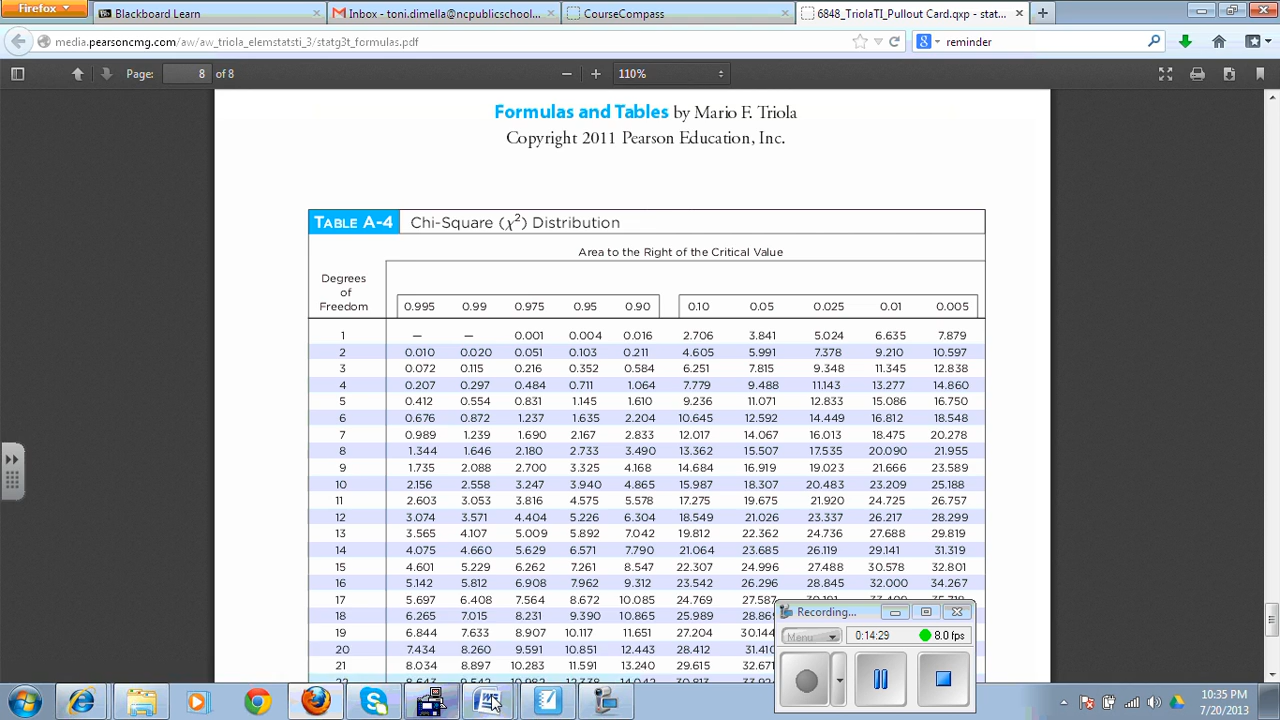 Firefox
Blackboard Learn
Inbox - toni.dimella@ncpublicschool...
CourseCompass
6848_TriolaTI_Pullout Card.qxp - stat...
media.pearsoncmg.com/aw/aw_triola_elemstatsti_3/statg3t_formulas.pdf
reminder
Page: 8 of 8
110%
Formulas and Tables by Mario F. Triola
Copyright 2011 Pearson Education, Inc.
TABLE A-4 Chi-Square (χ²) Distribution
Area to the Right of the Critical Value
Degrees
of
Freedom 0.995 0.99 0.975 0.95 0.90 0.10 0.05 0.025 0.01 0.005
1 — — 0.001 0.004 0.016 2.706 3.841 5.024 6.635 7.879
2 0.010 0.020 0.051 0.103 0.211 4.605 5.991 7.378 9.210 10.597
3 0.072 0.115 0.216 0.352 0.584 6.251 7.815 9.348 11.345 12.838
4 0.207 0.297 0.484 0.711 1.064 7.779 9.488 11.143 13.277 14.860
5 0.412 0.554 0.831 1.145 1.610 9.236 11.071 12.833 15.086 16.750
6 0.676 0.872 1.237 1.635 2.204 10.645 12.592 14.449 16.812 18.548
7 0.989 1.239 1.690 2.167 2.833 12.017 14.067 16.013 18.475 20.278
8 1.344 1.646 2.180 2.733 3.490 13.362 15.507 17.535 20.090 21.955
9 1.735 2.088 2.700 3.325 4.168 14.684 16.919 19.023 21.666 23.589
10 2.156 2.558 3.247 3.940 4.865 15.987 18.307 20.483 23.209 25.188
11 2.603 3.053 3.816 4.575 5.578 17.275 19.675 21.920 24.725 26.757
12 3.074 3.571 4.404 5.226 6.304 18.549 21.026 23.337 26.217 28.299
13 3.565 4.107 5.009 5.892 7.042 19.812 22.362 24.736 27.688 29.819
14 4.075 4.660 5.629 6.571 7.790 21.064 23.685 26.119 29.141 31.319
15 4.601 5.229 6.262 7.261 8.547 22.307 24.996 27.488 30.578 32.801
16 5.142 5.812 6.908 7.962 9.312 23.542 26.296 28.845 32.000 34.267
17 5.697 6.408 7.564 8.672 10.085 24.769 27.587
18 6.265 7.015 8.231 9.390 10.865 25.989
19 6.844 7.633 8.907 10.117 11.651 27.204 30.144
20 7.434 8.260 9.591 10.851 12.443 28.412
21 8.034 8.897 10.283 11.591 13.240 29.615
Recording...
Menu 0:14:29 8.0 fps
10:35 PM
7/20/2013